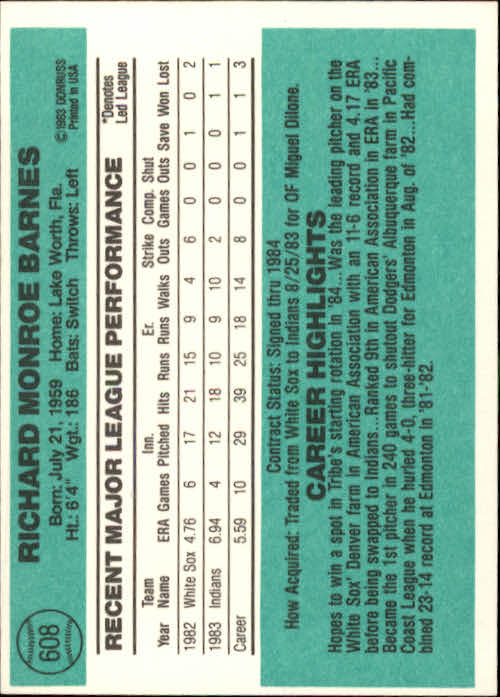 608
RICHARD MONROE BARNES
©1983 DONRUSS
Printed in USA
Born: July 21, 1959 Home: Lake Worth, Fla.
Ht.: 6'4" Wgt.: 186 Bats: Switch Throws: Left
RECENT MAJOR LEAGUE PERFORMANCE
*Denotes
Led League
Team Inn. Er. Strike Comp. Shut
Year Name ERA Games Pitched Hits Runs Runs Walks Outs Games Outs Save Won Lost
1982 White Sox 4.76 6 17 21 15 9 4 6 0 0 1 0 2
1983 Indians 6.94 4 12 18 10 9 10 2 0 0 0 1 1
Career 5.59 10 29 39 25 18 14 8 0 0 1 1 3
Contract Status: Signed thru 1984
How Acquired: Traded from White Sox to Indians 8/25/83 for OF Miguel Dilone.
CAREER HIGHLIGHTS
Hopes to win a spot in Tribe's starting rotation in '84...Was the leading pitcher on the
White Sox' Denver farm in American Association with an 11-6 record and 4.17 ERA
before being swapped to Indians...Ranked 9th in American Association in ERA in '83...
Became the 1st pitcher in 240 games to shutout Dodgers' Albuquerque farm in Pacific
Coast League when he hurled 4-0, three-hitter for Edmonton in Aug. of '82...Had com-
bined 23-14 record at Edmonton in '81-'82.